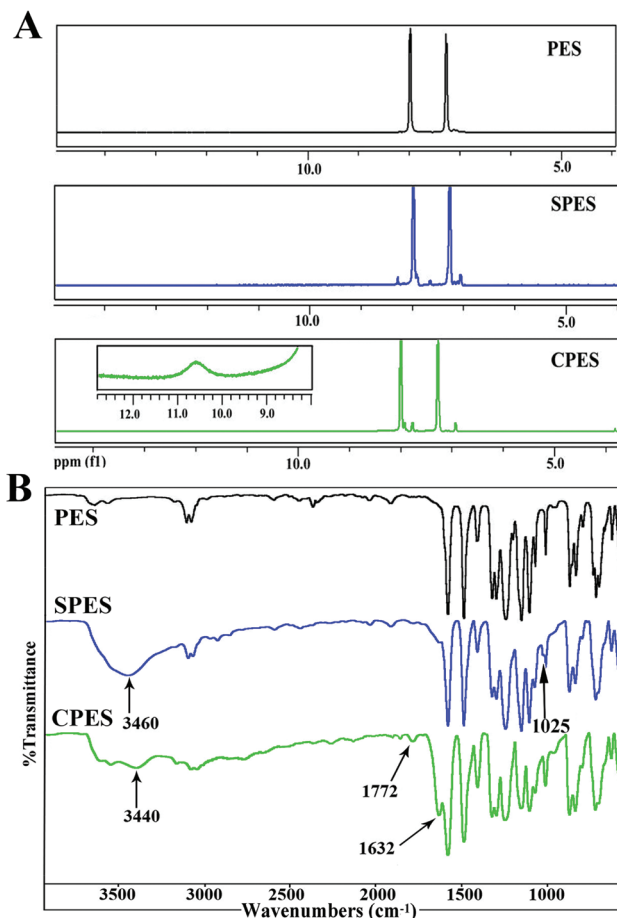 A
PES
10.0 5.0
SPES
10.0 5.0
CPES
12.0 11.0 10.0 9.0
ppm (f1) 10.0 5.0
B
PES
SPES
3460
1025
CPES
3440
1772
1632
%Transmittance
3500 3000 2500 2000 1500 1000
Wavenumbers (cm⁻¹)